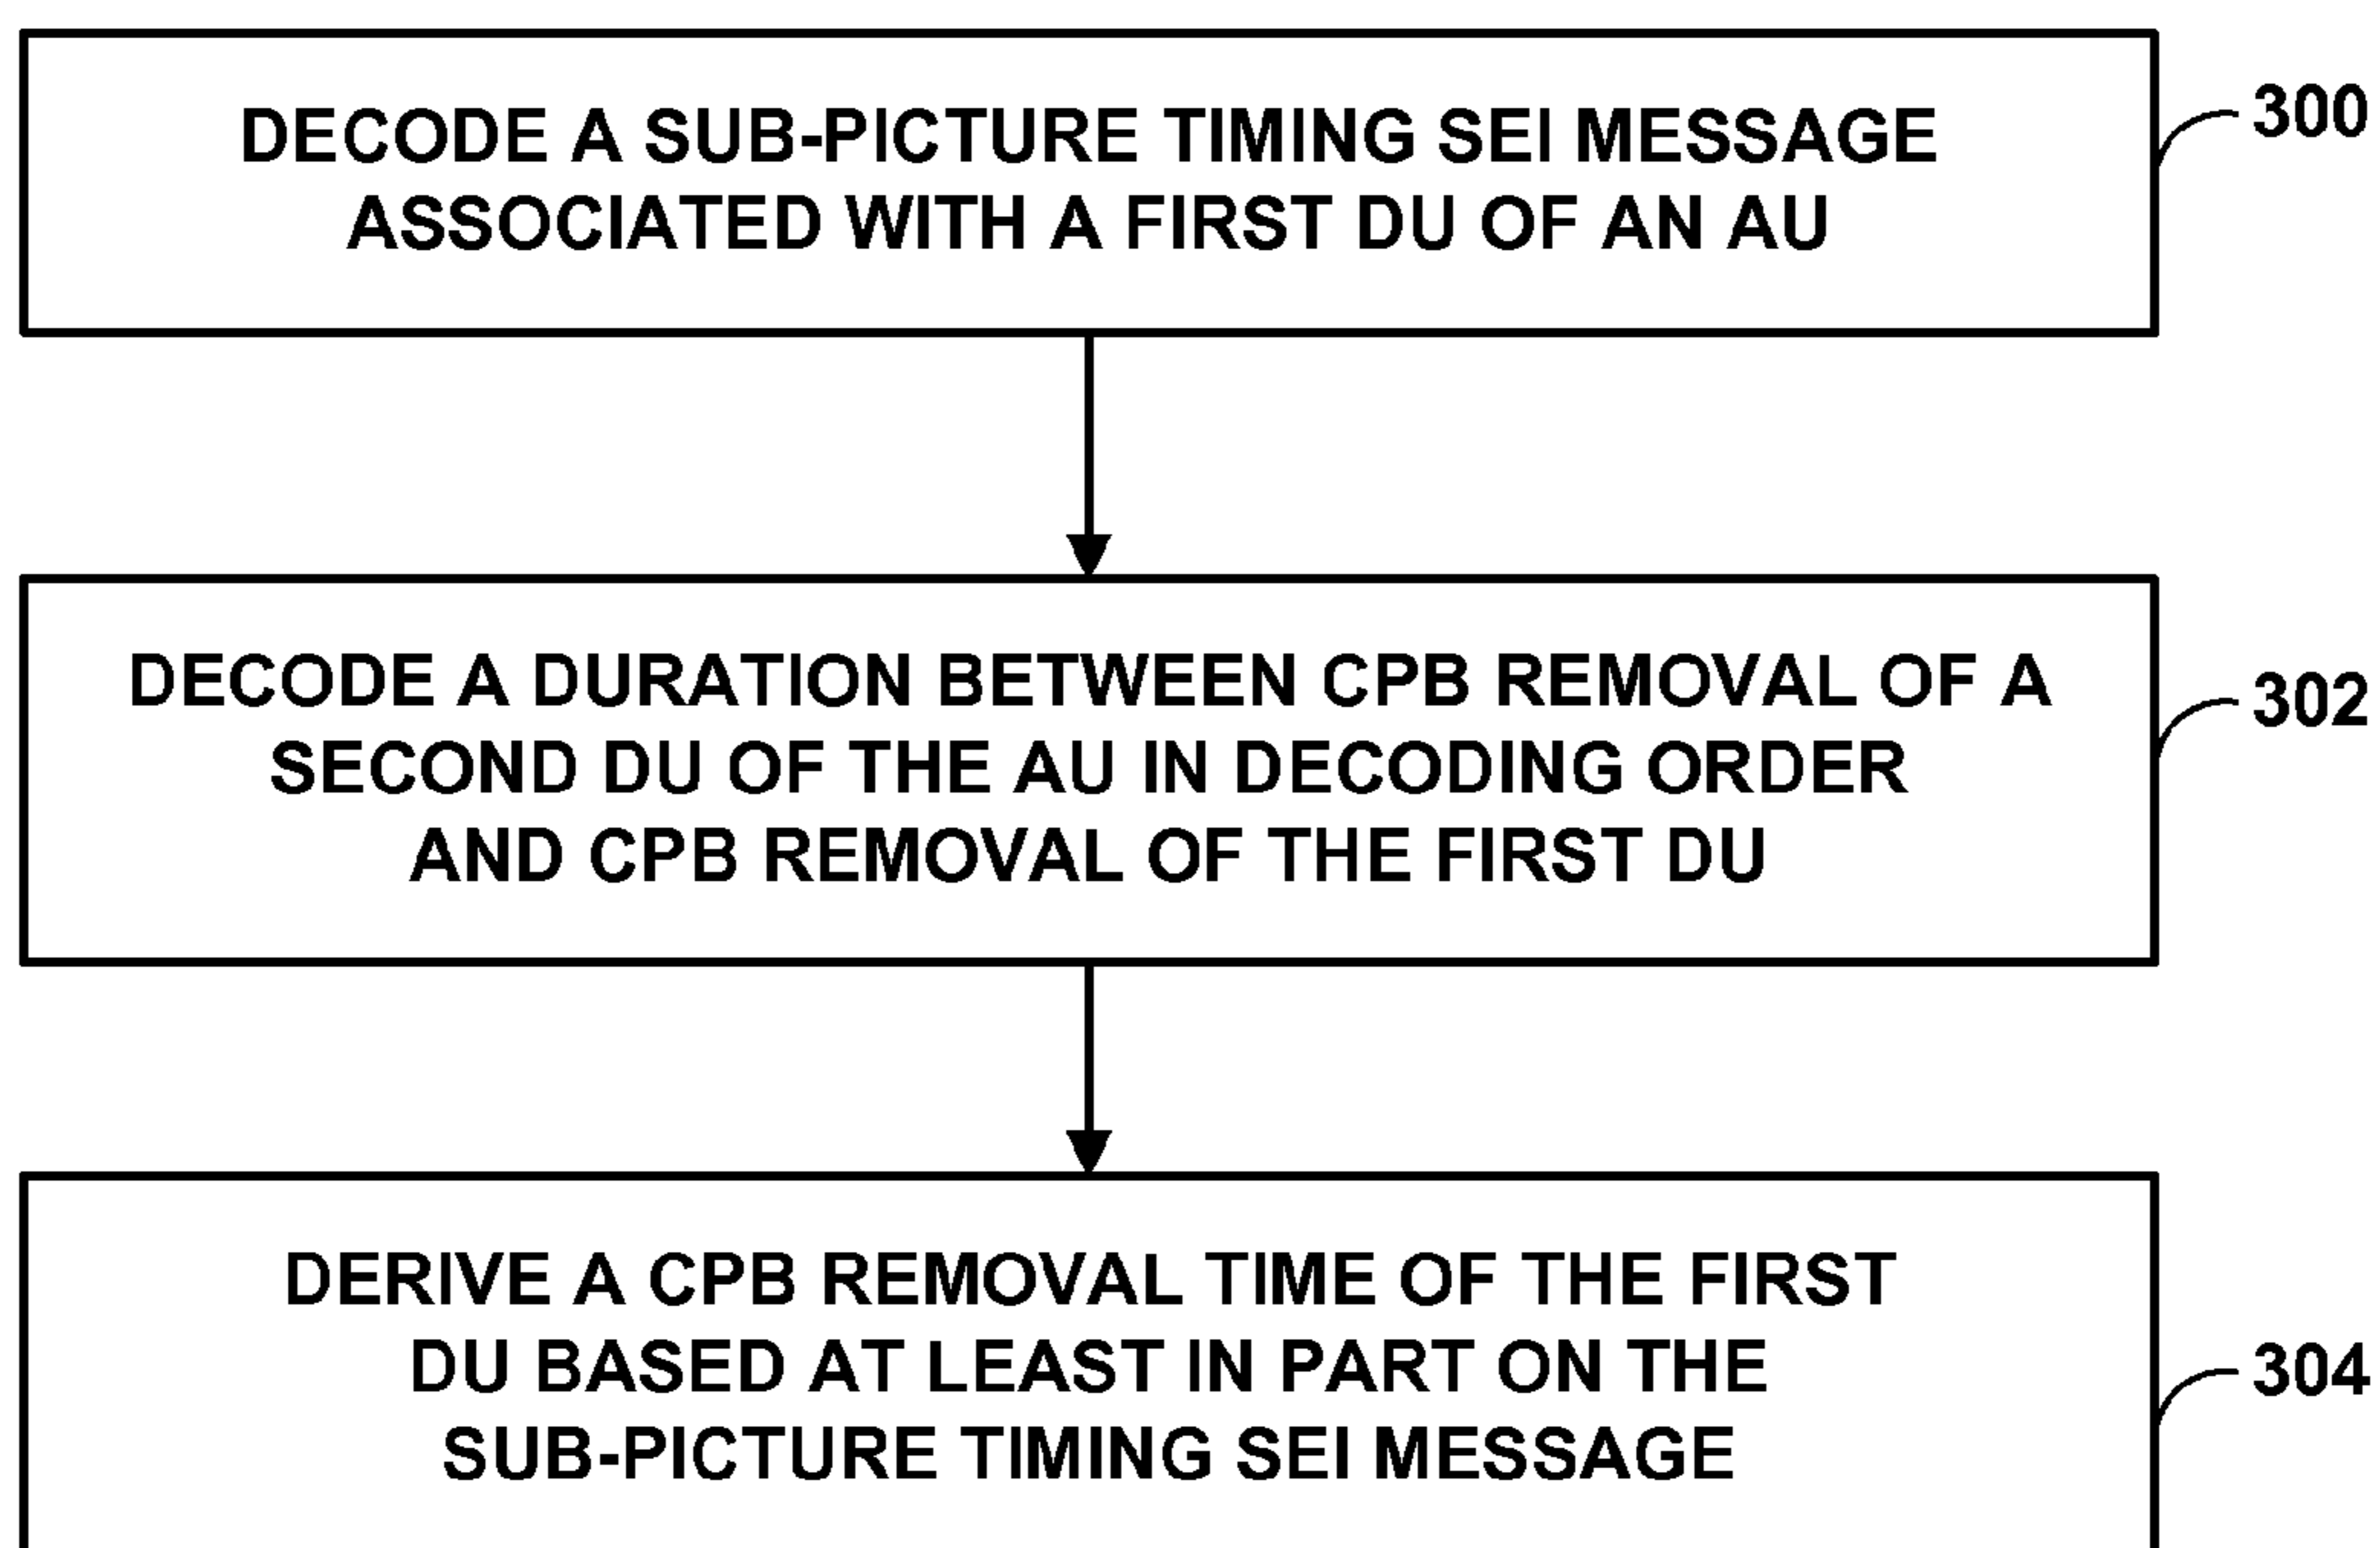 DECODE A SUB-PICTURE TIMING SEI MESSAGE
ASSOCIATED WITH A FIRST DU OF AN AU
300
DECODE A DURATION BETWEEN CPB REMOVAL OF A
SECOND DU OF THE AU IN DECODING ORDER
AND CPB REMOVAL OF THE FIRST DU
302
DERIVE A CPB REMOVAL TIME OF THE FIRST
DU BASED AT LEAST IN PART ON THE
SUB-PICTURE TIMING SEI MESSAGE
304